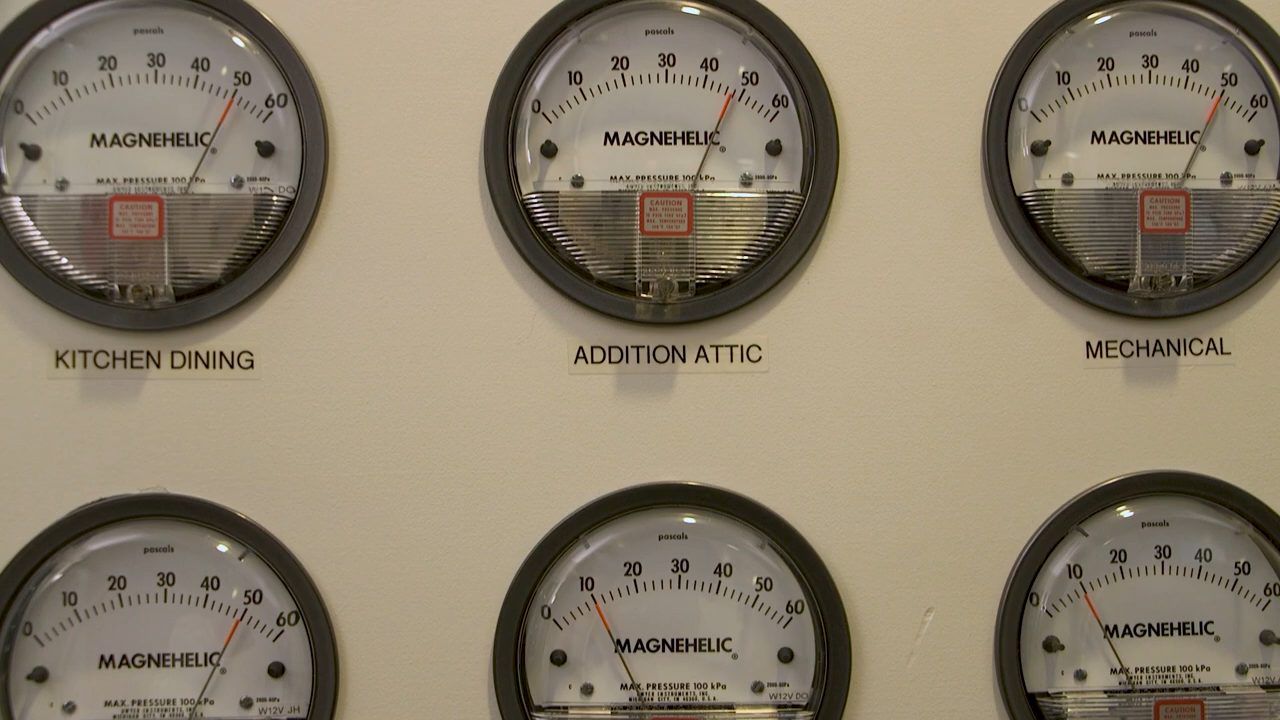 pascals
0 10 20 30 40 50 60
MAGNEHELIC®
MAX. PRESSURE 100 kPa
CAUTION
KITCHEN DINING
pascals
0 10 20 30 40 50 60
MAGNEHELIC®
MAX. PRESSURE 100 kPa
CAUTION
ADDITION ATTIC
pascals
0 10 20 30 40 50 60
MAGNEHELIC
MAX. PRESSURE 100 kPa
CAUTION
MECHANICAL
pascals
0 10 20 30 40 50 60
MAGNEHELIC
MAX. PRESSURE 100 kPa
W12V JH
pascals
0 10 20 30 40 50 60
MAGNEHELIC®
MAX. PRESSURE 100 kPa
W12V DO
pascals
0 10 20 30 40 50 60
MAGNEHELIC®
MAX. PRESSURE 100 kPa
CAUTION